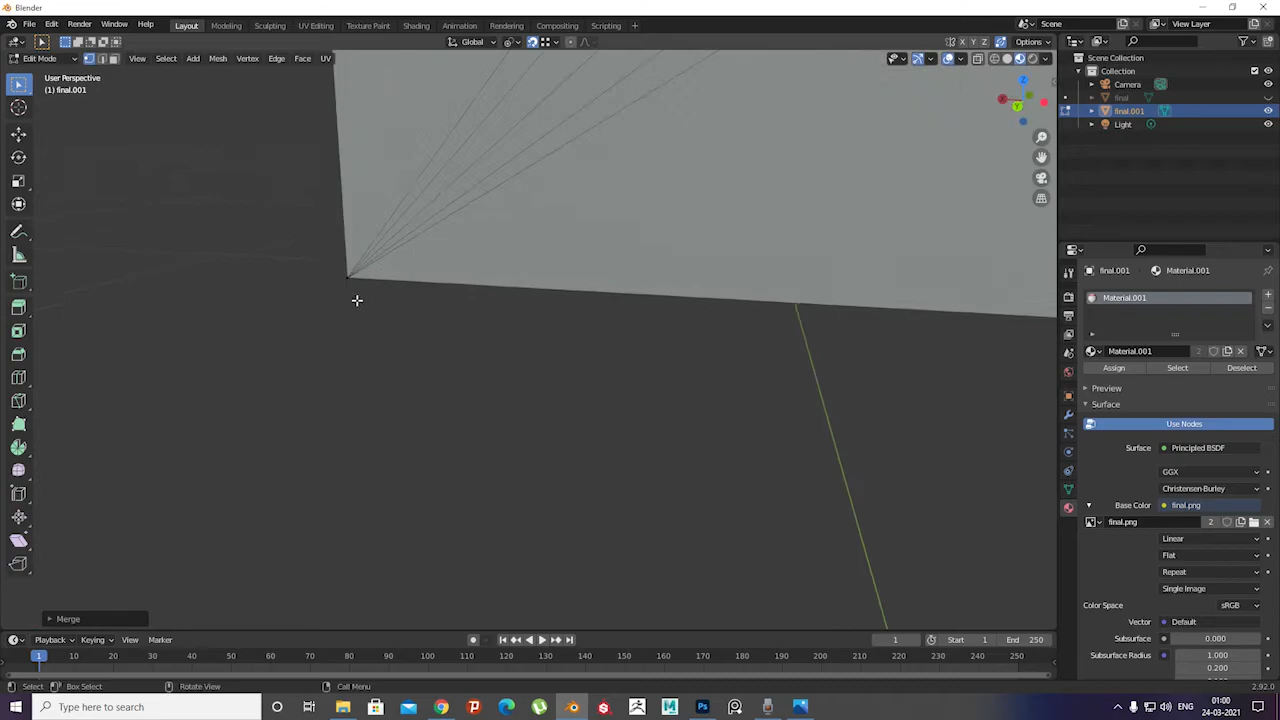 Blender
File Edit Render Window Help Layout Modeling Sculpting UV Editing Texture Paint Shading Animation Rendering Compositing Scripting + Scene View Layer
Global X Y Z Options
Edit Mode View Select Add Mesh Vertex Edge Face UV
User Perspective
(1) final.001
Scene Collection
Collection
Camera
final
final.001
Light
final.001 Material.001
Material.001
Material.001 2
Assign Select Deselect
Preview
Surface
Use Nodes
Surface Principled BSDF
GGX
Christensen-Burley
Base Color final.png
final.png 2
Linear
Flat
Repeat
Single Image
Color Space sRGB
Vector Default
Subsurface 0.000
Subsurface Radius 1.000
0.200
Merge
Playback Keying View Marker 1 Start 1 End 250
1 10 20 30 40 50 60 70 80 90 100 110 120 130 140 150 160 170 180 190 200 210 220 230 240 250
Select Box Select Rotate View Call Menu 2.92.0
Type here to search ENG 01:00
24-03-2021